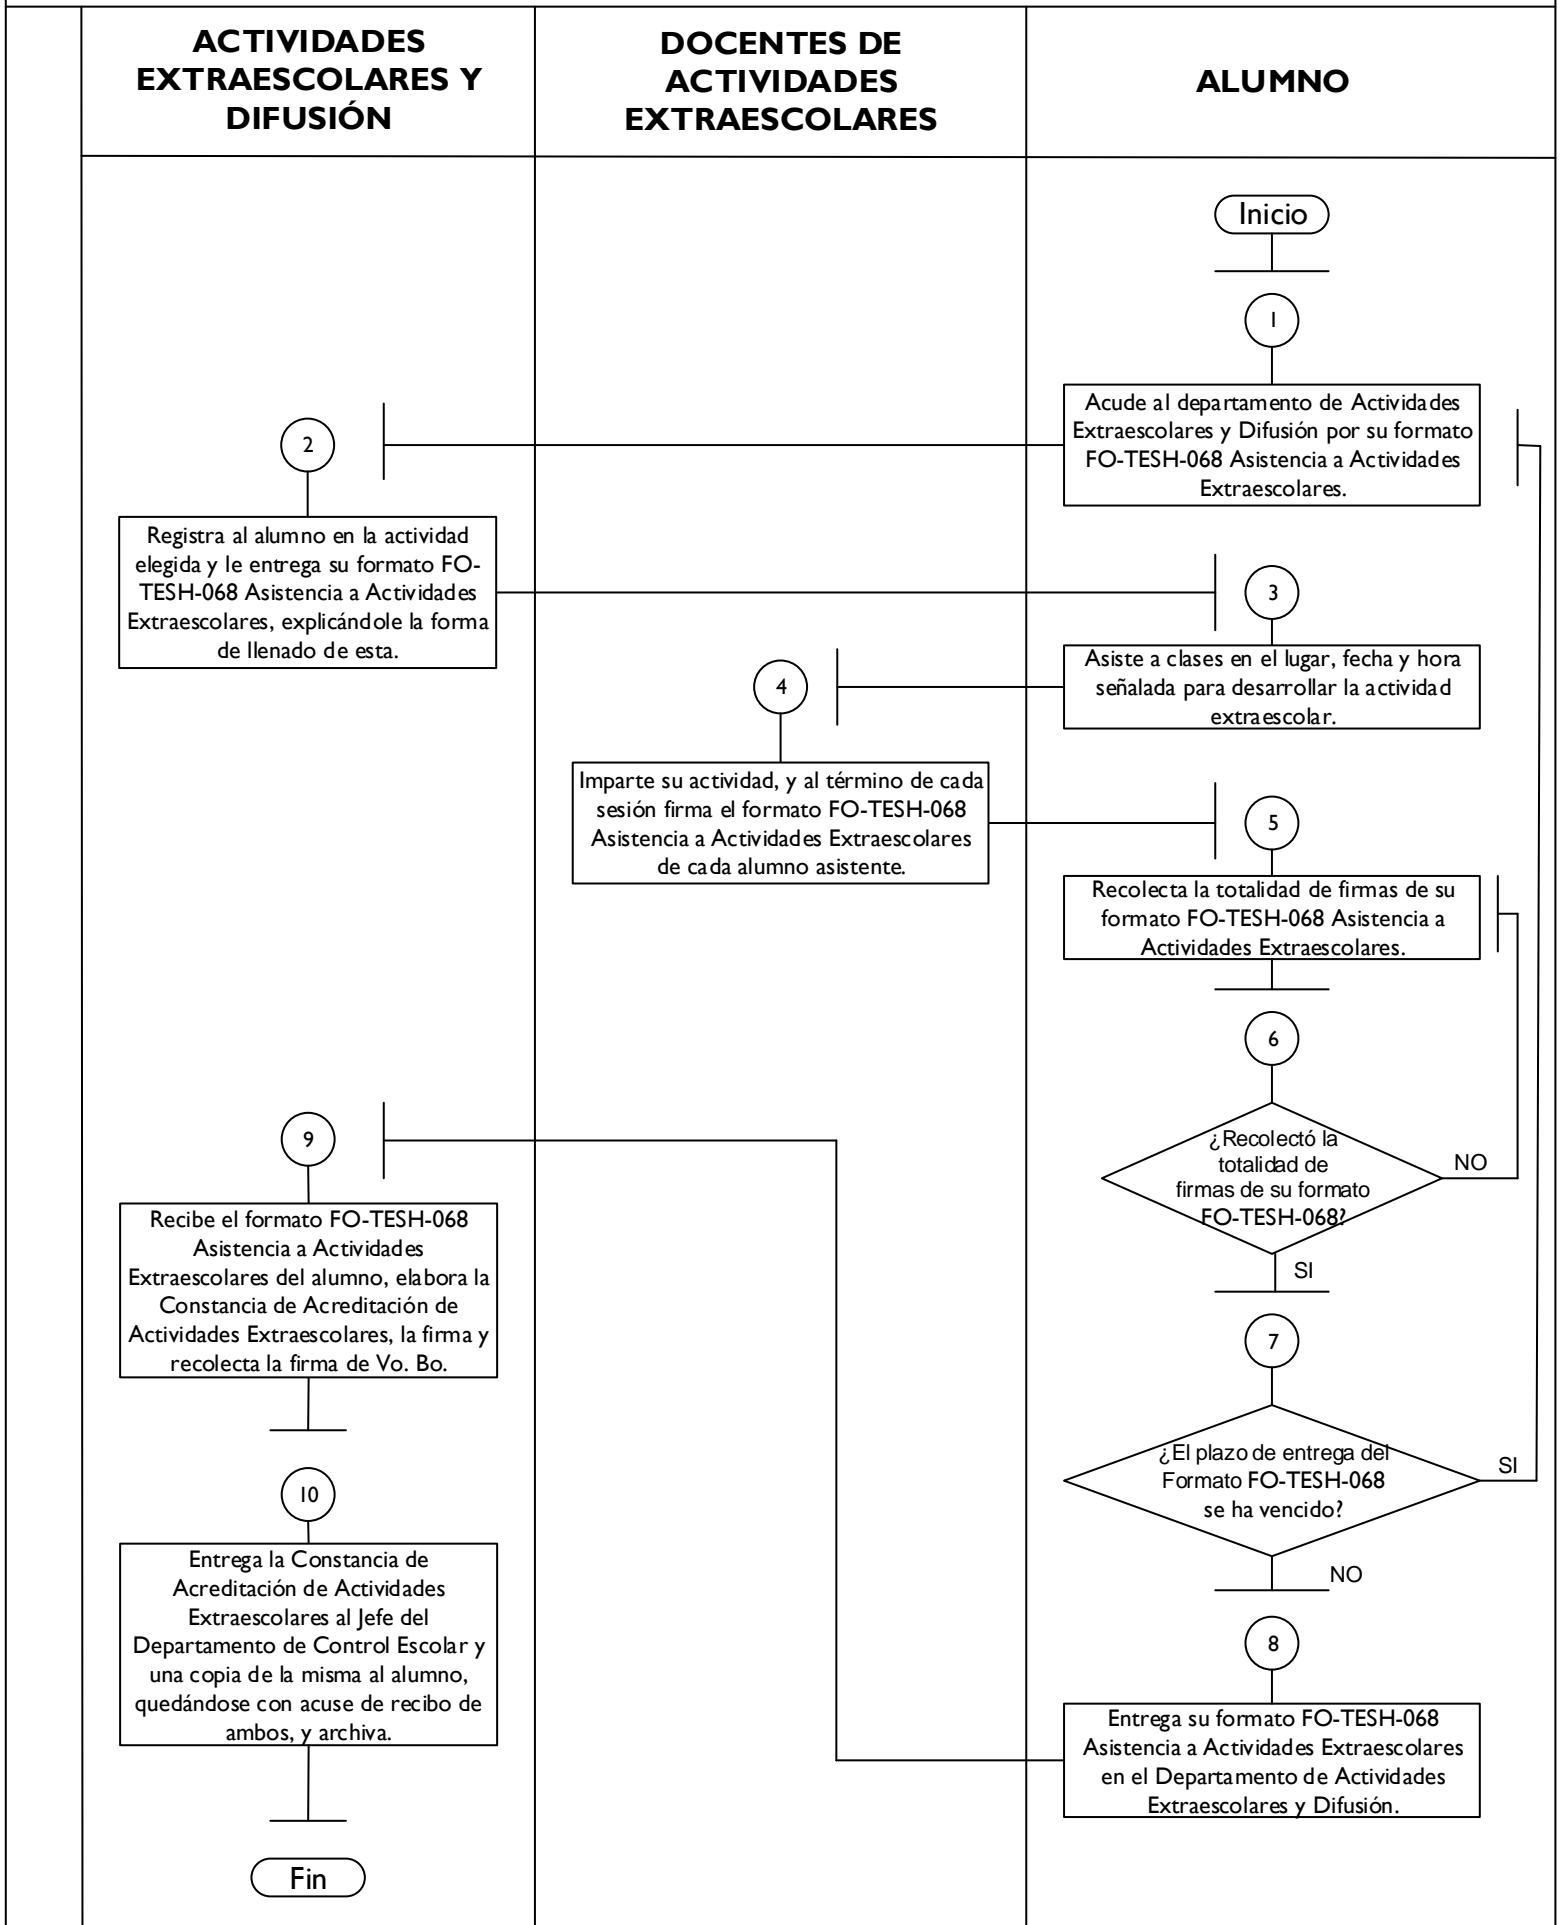 ACTIVIDADES
EXTRAESCOLARES Y
DIFUSIÓN
DOCENTES DE
ACTIVIDADES
EXTRAESCOLARES
ALUMNO
Inicio
1
Acude al departamento de Actividades
Extraescolares y Difusión por su formato
FO-TESH-068 Asistencia a Actividades
Extraescolares.
2
Registra al alumno en la actividad
elegida y le entrega su formato FO-
TESH-068 Asistencia a Actividades
Extraescolares, explicándole la forma
de llenado de esta.
3
Asiste a clases en el lugar, fecha y hora
señalada para desarrollar la actividad
extraescolar.
4
Imparte su actividad, y al término de cada
sesión firma el formato FO-TESH-068
Asistencia a Actividades Extraescolares
de cada alumno asistente.
5
Recolecta la totalidad de firmas de su
formato FO-TESH-068 Asistencia a
Actividades Extraescolares.
6
¿Recolectó la
totalidad de
firmas de su formato
FO-TESH-068?
NO
SI
7
¿El plazo de entrega del
Formato FO-TESH-068
se ha vencido?
SI
NO
8
Entrega su formato FO-TESH-068
Asistencia a Actividades Extraescolares
en el Departamento de Actividades
Extraescolares y Difusión.
9
Recibe el formato FO-TESH-068
Asistencia a Actividades
Extraescolares del alumno, elabora la
Constancia de Acreditación de
Actividades Extraescolares, la firma y
recolecta la firma de Vo. Bo.
10
Entrega la Constancia de
Acreditación de Actividades
Extraescolares al Jefe del
Departamento de Control Escolar y
una copia de la misma al alumno,
quedándose con acuse de recibo de
ambos, y archiva.
Fin